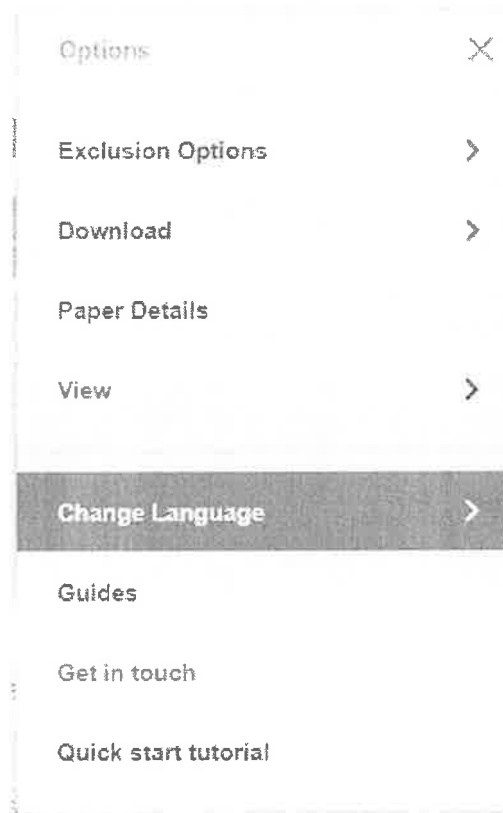 Options
Exclusion Options
Download
Paper Details
View
Change Language
Guides
Get in touch
Quick start tutorial